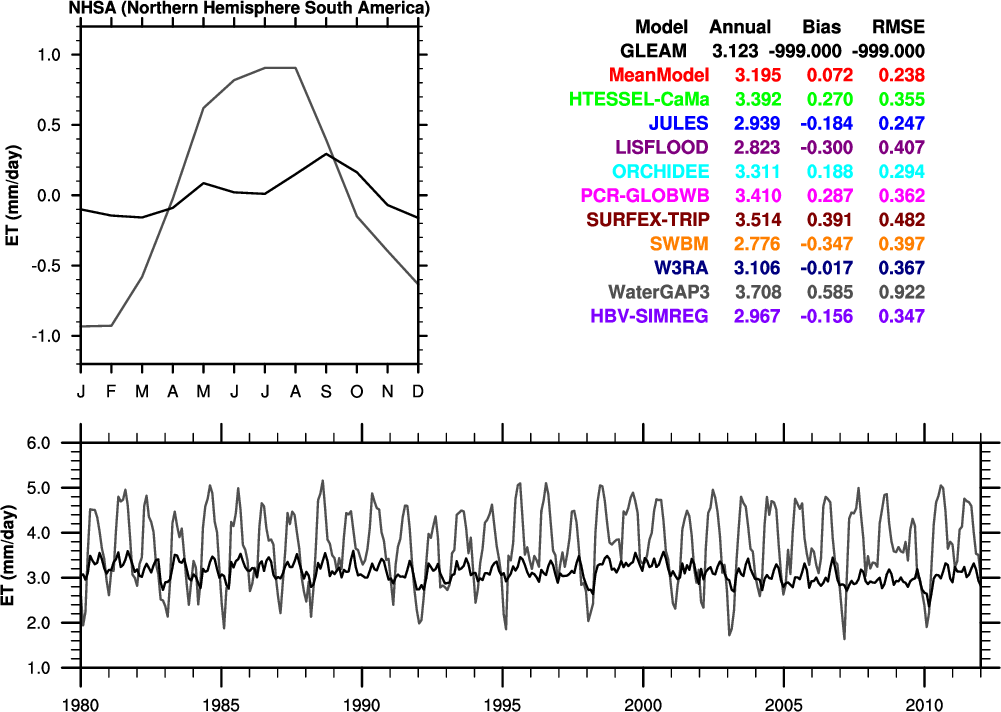 NHSA (Northern Hemisphere South America)
Model Annual Bias RMSE
GLEAM 3.123 -999.000 -999.000
MeanModel 3.195 0.072 0.238
HTESSEL-CaMa 3.392 0.270 0.355
JULES 2.939 -0.184 0.247
LISFLOOD 2.823 -0.300 0.407
ORCHIDEE 3.311 0.188 0.294
PCR-GLOBWB 3.410 0.287 0.362
SURFEX-TRIP 3.514 0.391 0.482
SWBM 2.776 -0.347 0.397
W3RA 3.106 -0.017 0.367
WaterGAP3 3.708 0.585 0.922
HBV-SIMREG 2.967 -0.156 0.347
ET (mm/day)
1.0
0.5
0.0
-0.5
-1.0
J F M A M J J A S O N D
ET (mm/day)
6.0
5.0
4.0
3.0
2.0
1.0
1980 1985 1990 1995 2000 2005 2010